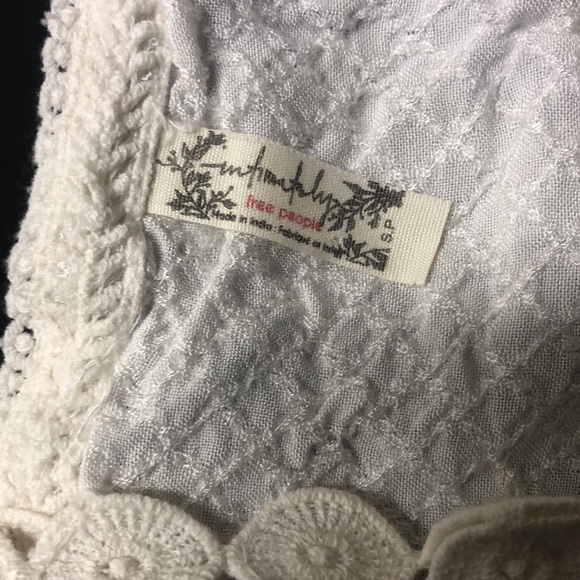 intimately
free people
Made in India · Fabriqué en Inde
S.P